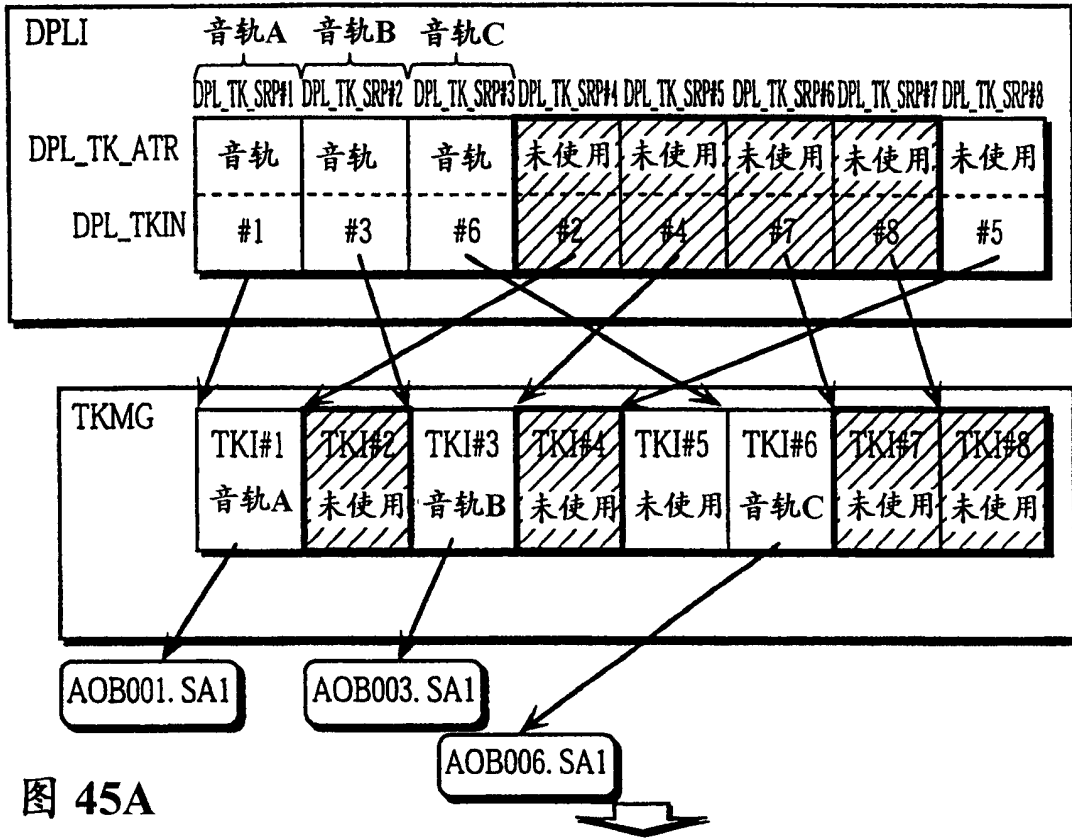 DPLI 音轨A 音轨B 音轨C
DPL_TK_SRP#1 DPL_TK_SRP#2 DPL_TK_SRP#3 DPL_TK_SRP#4 DPL_TK_SRP#5 DPL_TK_SRP#6 DPL_TK_SRP#7 DPL_TK_SRP#8
DPL_TK_ATR 音轨 音轨 音轨 未使用 未使用 未使用 未使用 未使用
DPL_TKIN #1 #3 #6 #2 #4 #7 #8 #5
TKMG
TKI#1 TKI#2 TKI#3 TKI#4 TKI#5 TKI#6 TKI#7 TKI#8
音轨A 未使用 音轨B 未使用 未使用 音轨C 未使用 未使用
AOB001. SA1 AOB003. SA1
AOB006. SA1
图 45A